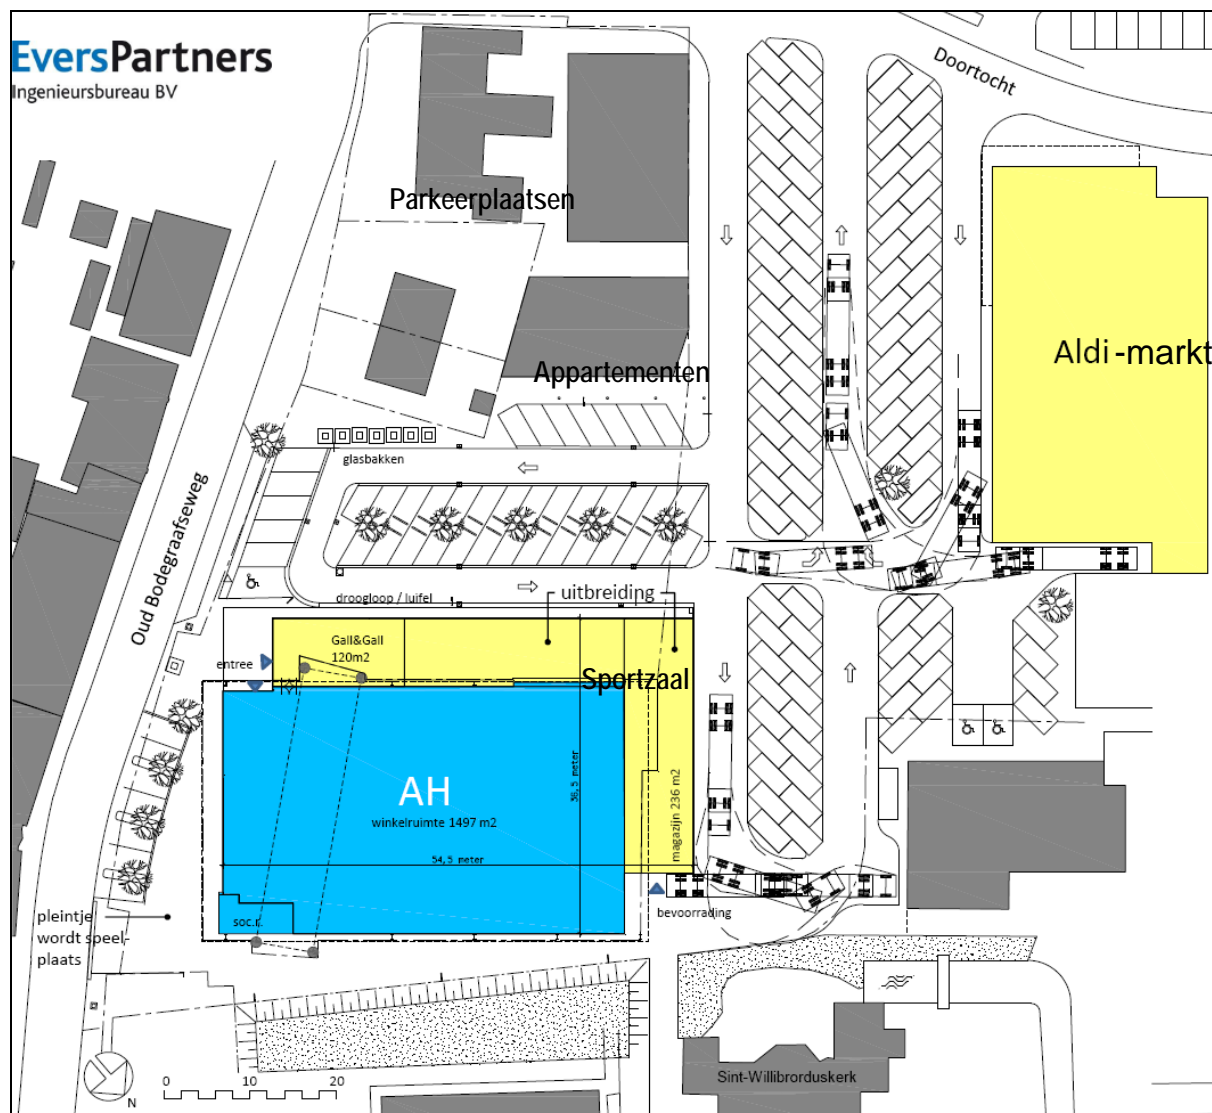 EversPartners
Ingenieursbureau BV
Doortocht
Parkeerplaatsen
Aldi -markt
Appartementen
glasbakken
Oud Bodegraafseweg
droogloop / luifel
uitbreiding
Gall&Gall
120m2
entree
Sportzaal
AH
winkelruimte 1497 m2
36,5 meter
magazijn 236 m2
54,5 meter
bevoorrading
soc.r.
pleintje
wordt speel-
plaats
Sint-Willibrorduskerk
0 10 20
N